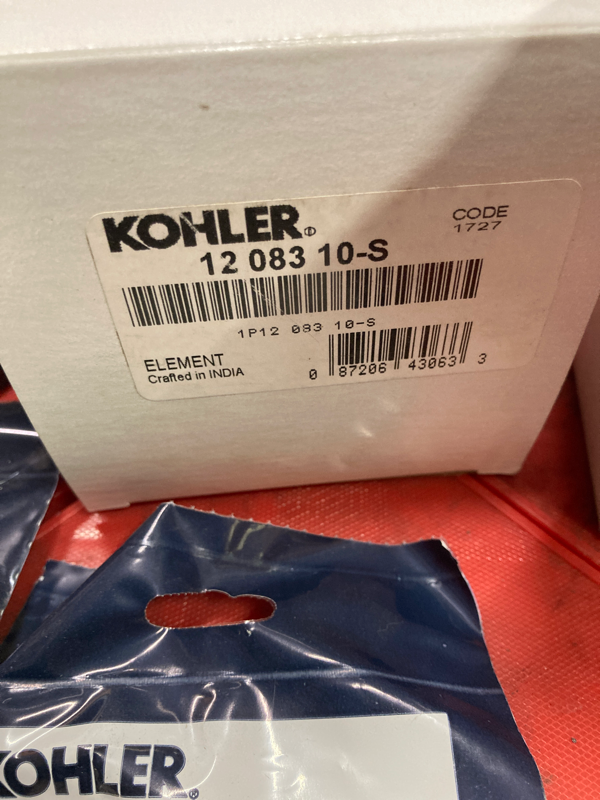 KOHLER®
CODE
1727
12 083 10-S
1P12 083 10-S
ELEMENT
Crafted in INDIA
0 87206 43063 3
KOHLER®